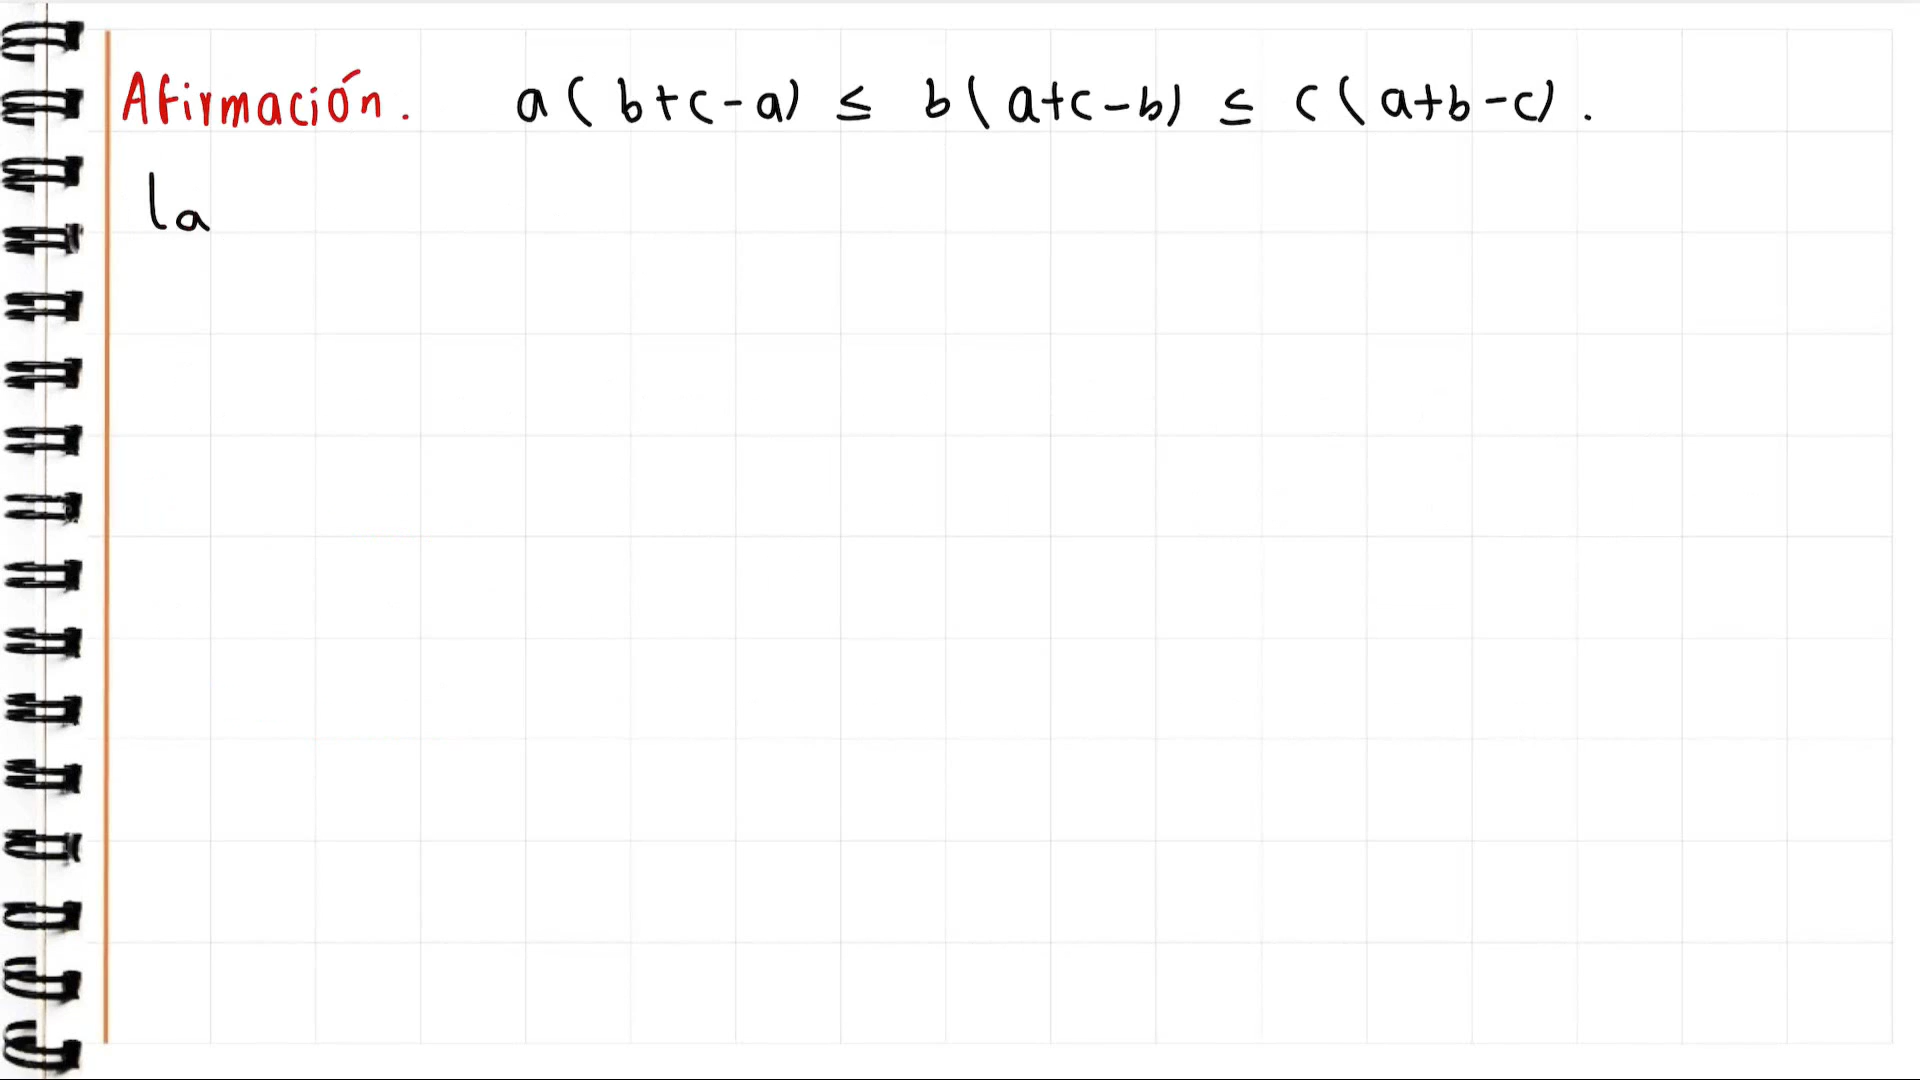 Afirmación. a(b+c-a) ≤ b(a+c-b) ≤ c(a+b-c).
la